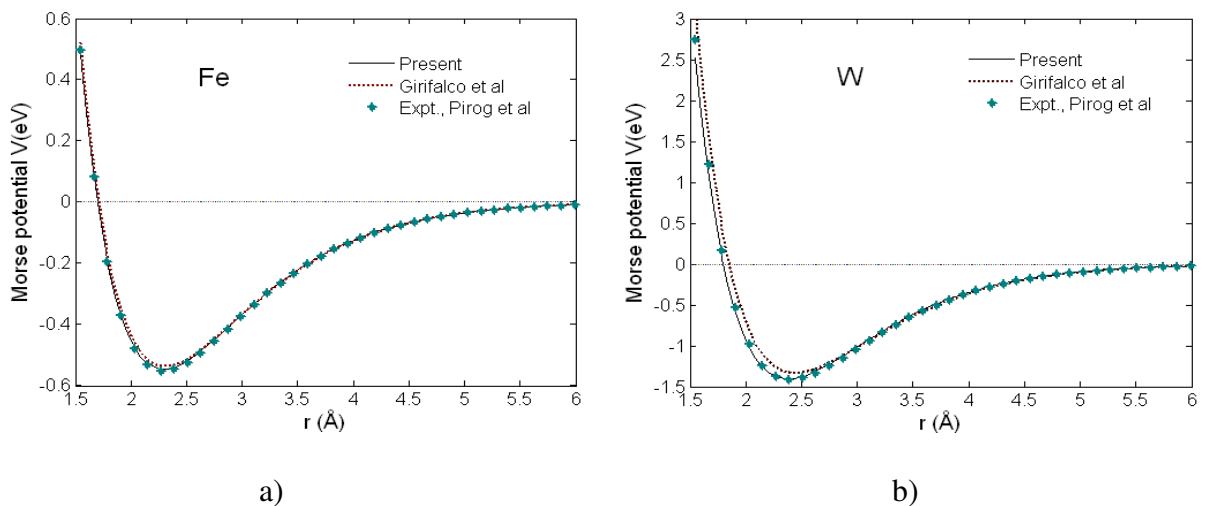 Fe
Present
Girifalco et al
Expt., Pirog et al
Morse potential V(eV)
0.6
0.4
0.2
0
-0.2
-0.4
-0.6
1.5 2 2.5 3 3.5 4 4.5 5 5.5 6
r (Å)
a)
W
Present
Girifalco et al
Expt., Pirog et al
Morse potential V(eV)
3
2.5
2
1.5
1
0.5
0
-0.5
-1
-1.5
1.5 2 2.5 3 3.5 4 4.5 5 5.5 6
r (Å)
b)